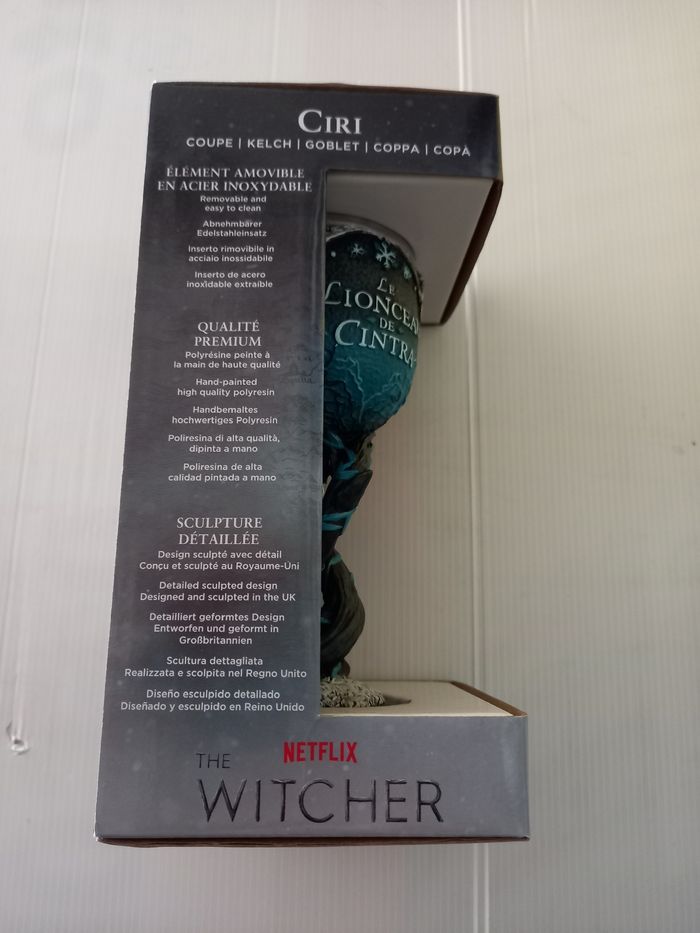 CIRI
COUPE | KELCH | GOBLET | COPPA | COPA
ÉLÉMENT AMOVIBLE
EN ACIER INOXYDABLE
Removable and
easy to clean
Abnehmbarer
Edelstahleinsatz
Inserto rimovibile in
acciaio inossidabile
Inserto de acero
inoxidable extraíble
QUALITÉ
PREMIUM
Polyrésine peinte à
la main de haute qualité
Hand-painted
high quality polyresin
Handbemaltes
hochwertiges Polyresin
Poliresina di alta qualità,
dipinta a mano
Poliresina de alta
calidad pintada a mano
SCULPTURE
DÉTAILLÉE
Design sculpté avec détail
Conçu et sculpté au Royaume-Uni
Detailed sculpted design
Designed and sculpted in the UK
Detailliert geformtes Design
Entworfen und geformt in
Großbritannien
Scultura dettagliata
Realizzata e scolpita nel Regno Unito
Diseño esculpido detallado
Diseñado y esculpido en Reino Unido
LE
LIONCEA
DE
CINTRA
NETFLIX
THE
WITCHER